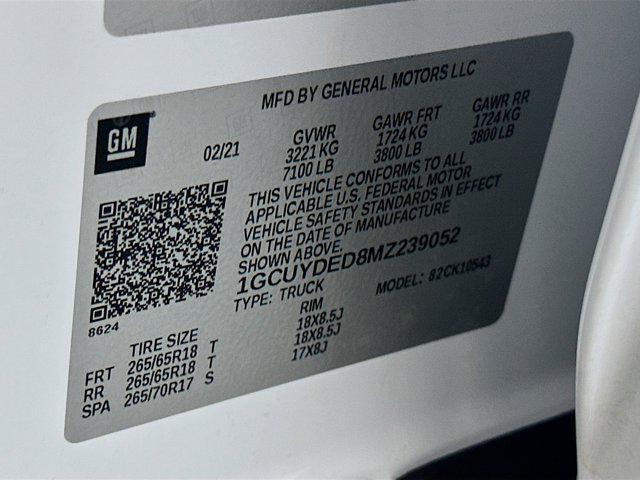 MFD BY GENERAL MOTORS LLC
GM
02/21
GVWR
3221 KG
7100 LB
GAWR FRT
1724 KG
3800 LB
GAWR RR
1724 KG
3800 LB
THIS VEHICLE CONFORMS TO ALL
APPLICABLE U.S. FEDERAL MOTOR
VEHICLE SAFETY STANDARDS IN EFFECT
ON THE DATE OF MANUFACTURE
SHOWN ABOVE.
1GCUYDED8MZ239052
TYPE: TRUCK
MODEL: 82CK10543
8624
TIRE SIZE
RIM
FRT 265/65R18 T 18X8.5J
RR 265/65R18 T 18X8.5J
SPA 265/70R17 S 17X8J